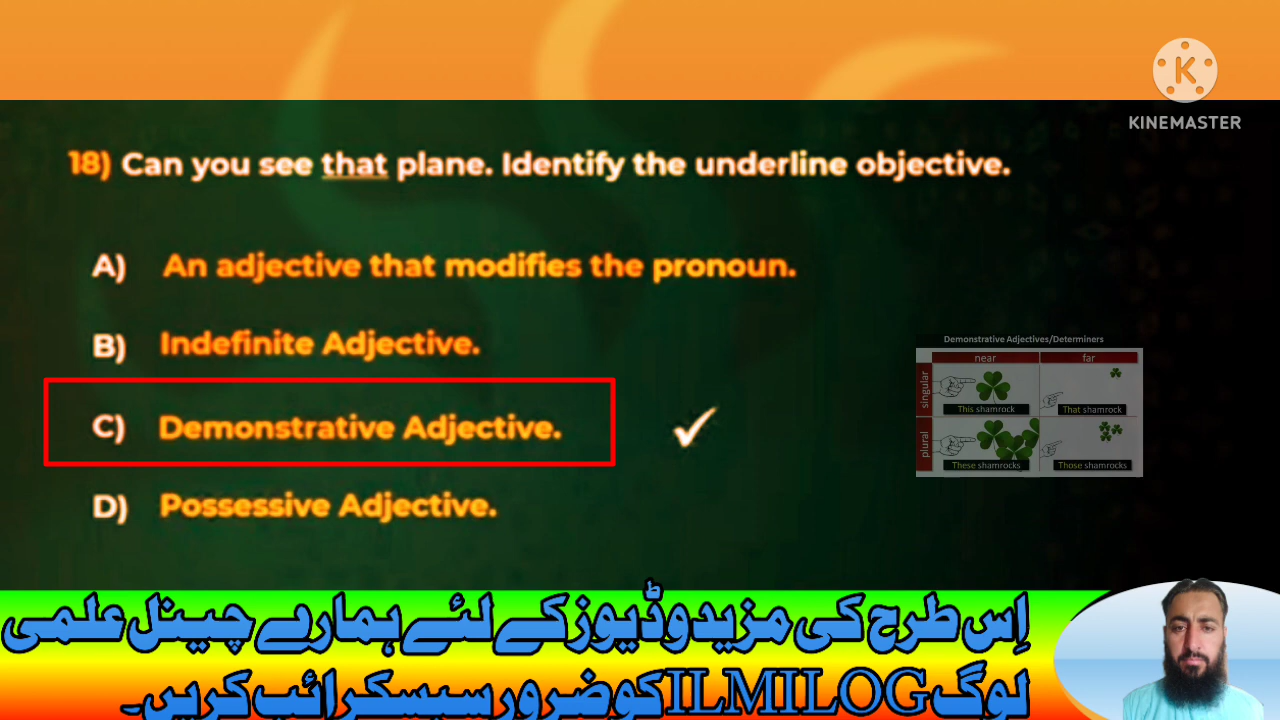 KINEMASTER
18) Can you see that plane. Identify the underline objective.
A) An adjective that modifies the pronoun.
B) Indefinite Adjective.
C) Demonstrative Adjective.
D) Possessive Adjective.
Demonstrative Adjectives/Determiners
near far
singular
This shamrock That shamrock
plural
These shamrocks Those shamrocks
اِس طرح کی مزید وڈیوز کے لئے ہمارے چینل علمی
لوگ ILMILOG کو ضرور سبسکرائب کریں۔